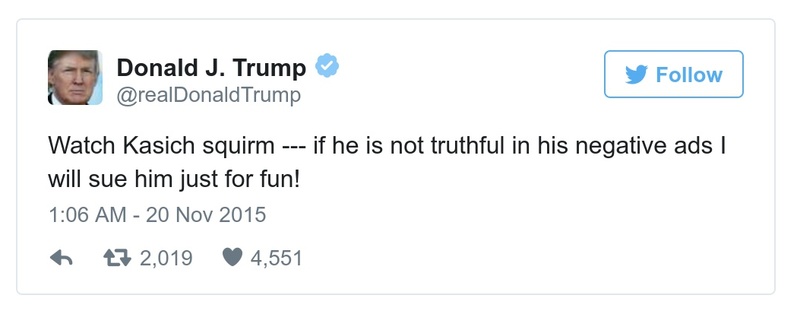 Donald J. Trump
Follow
@realDonaldTrump
Watch Kasich squirm --- if he is not truthful in his negative ads I
will sue him just for fun!
1:06 AM - 20 Nov 2015
2,019 4,551